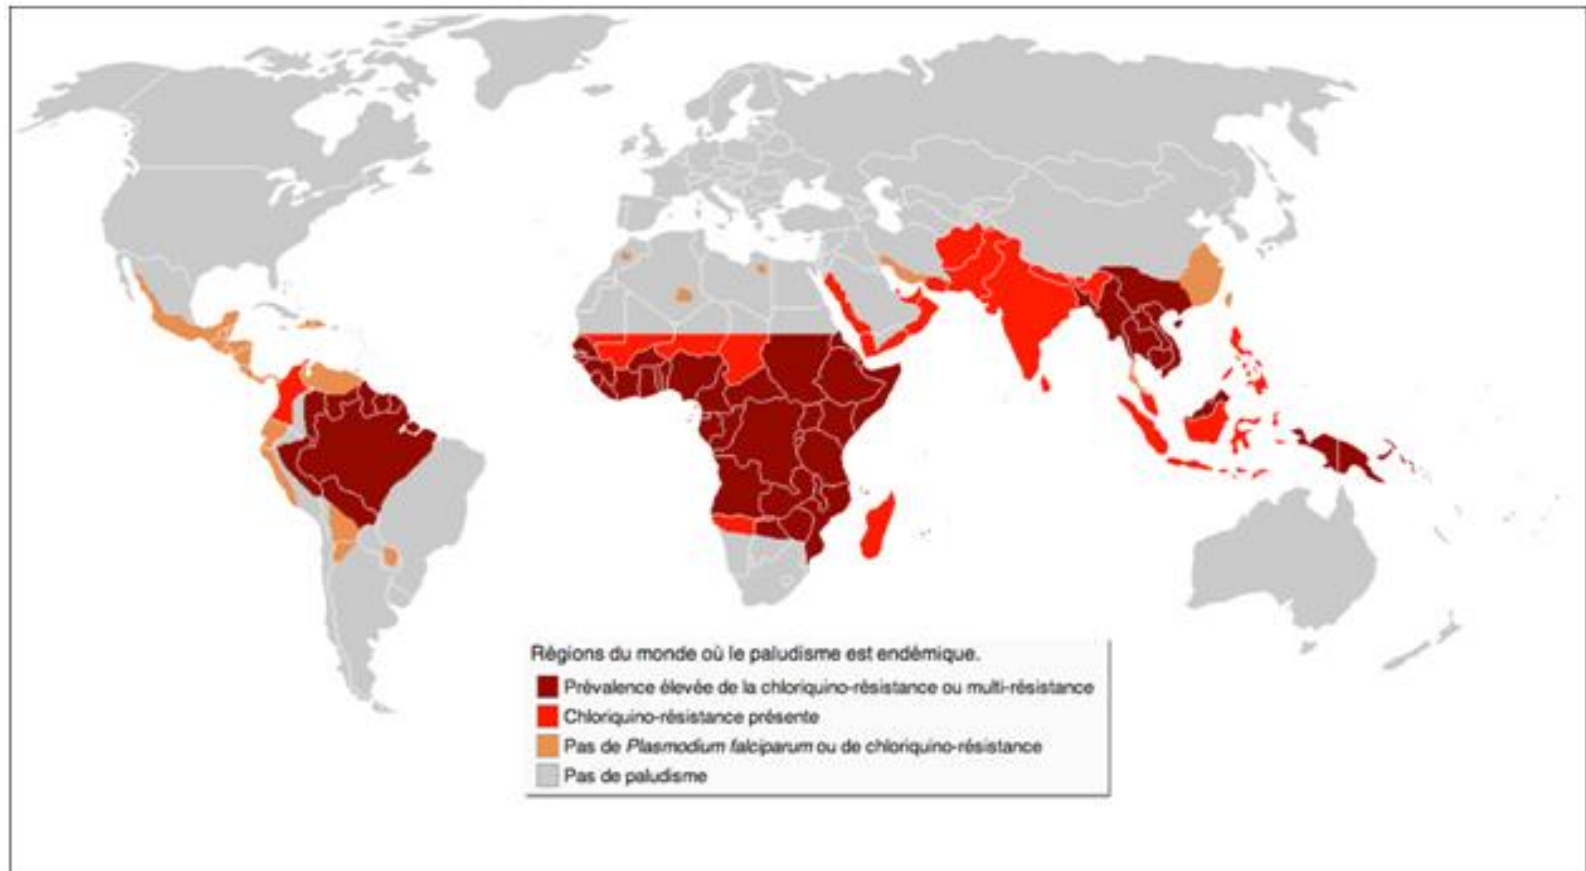 Régions du monde où le paludisme est endémique.
Prévalence élevée de la chloriquino-résistance ou multi-résistance
Chloriquino-résistance présente
Pas de Plasmodium falciparum ou de chloriquino-résistance
Pas de paludisme